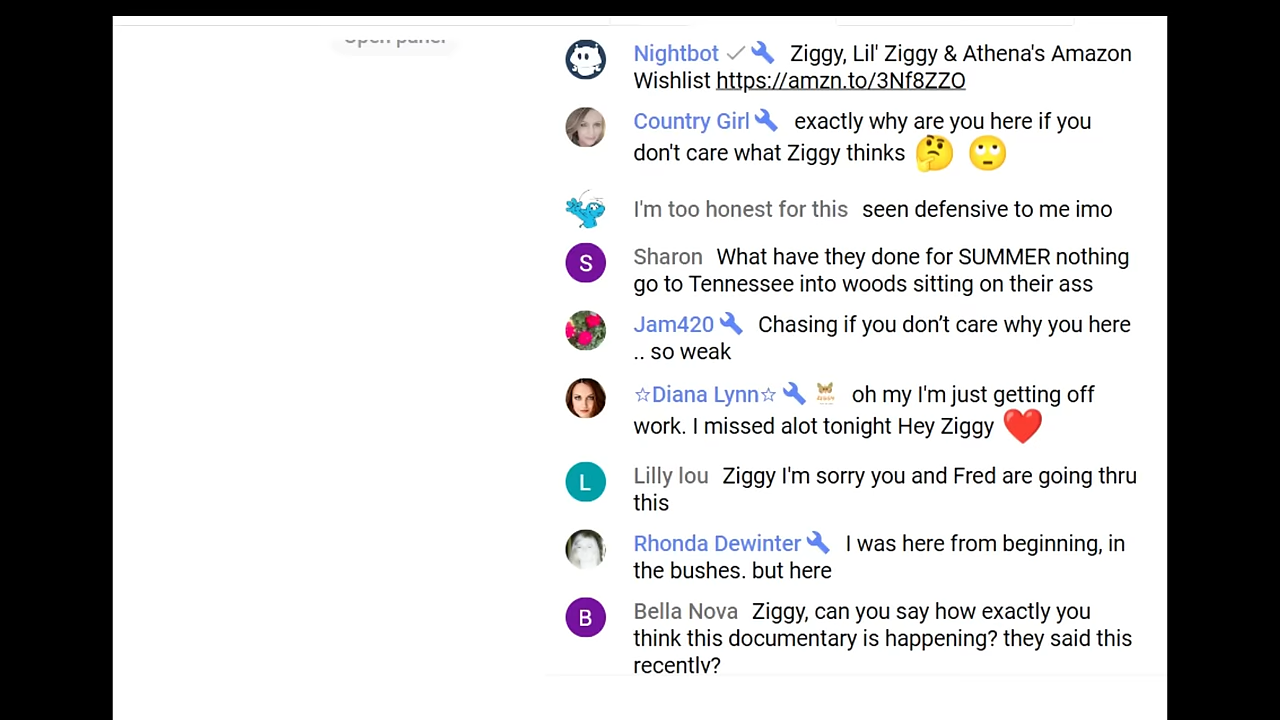 Open panel
Nightbot Ziggy, Lil' Ziggy & Athena's Amazon
Wishlist https://amzn.to/3Nf8ZZO
Country Girl exactly why are you here if you
don't care what Ziggy thinks 🤔 🙄
I'm too honest for this seen defensive to me imo
S Sharon What have they done for SUMMER nothing
go to Tennessee into woods sitting on their ass
Jam420 Chasing if you don’t care why you here
.. so weak
☆Diana Lynn☆ oh my I'm just getting off
work. I missed alot tonight Hey Ziggy ❤️
L Lilly lou Ziggy I'm sorry you and Fred are going thru
this
Rhonda Dewinter I was here from beginning, in
the bushes. but here
B Bella Nova Ziggy, can you say how exactly you
think this documentary is happening? they said this
recently?